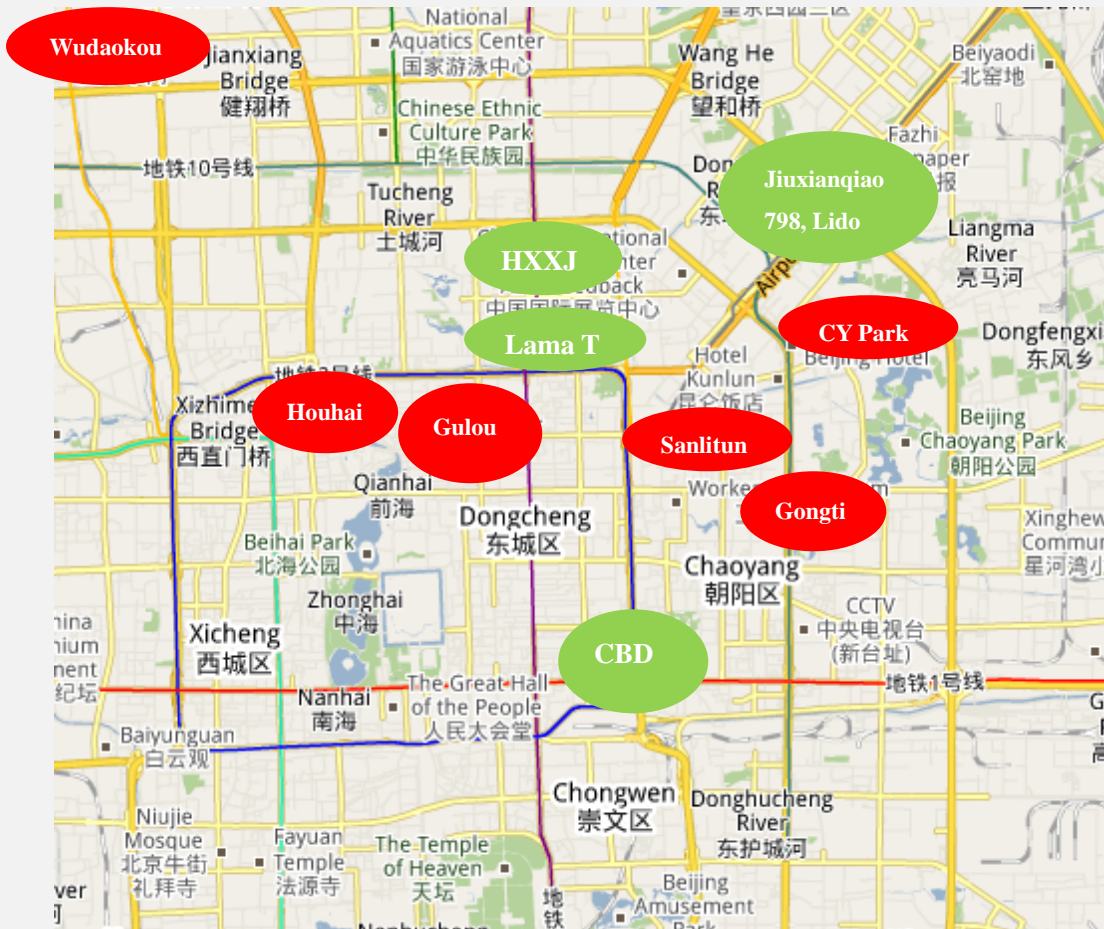 Wudaokou
National
Aquatics Center
国家游泳中心
Jianxiang
Bridge
健翔桥
Wang He
Bridge
望和桥
Beiyaodi
北窑地
Chinese Ethnic
Culture Park
中华民族园
Fazhi
地铁10号线
Tucheng
River
土城河
Jiuxianqiao
798, Lido
Liangma
River
亮马河
HXXJ
中国国际展览中心
CY Park
Lama T
Hotel
Kunlun
昆仑饭店
Beijing Hotel
东风乡
Houhai
Gulou
Sanlitun
Bridge
西直门桥
Beijing
Chaoyang Park
朝阳公园
Qianhai
前海
Gongti
Dongcheng
东城区
Beihai Park
北海公园
Chaoyang
朝阳区
Zhonghai
中海
CCTV
中央电视台
(新台址)
Xicheng
西城区
CBD
地铁1号线
Nanhai
南海
The Great Hall
of the People
人民大会堂
Baiyunguan
白云观
Chongwen
崇文区
Donghucheng
River
东护城河
Niujie
Mosque
北京牛街
礼拜寺
Fayuan
Temple
法源寺
The Temple
of Heaven
天坛
地铁
Beijing
Amusement
Park